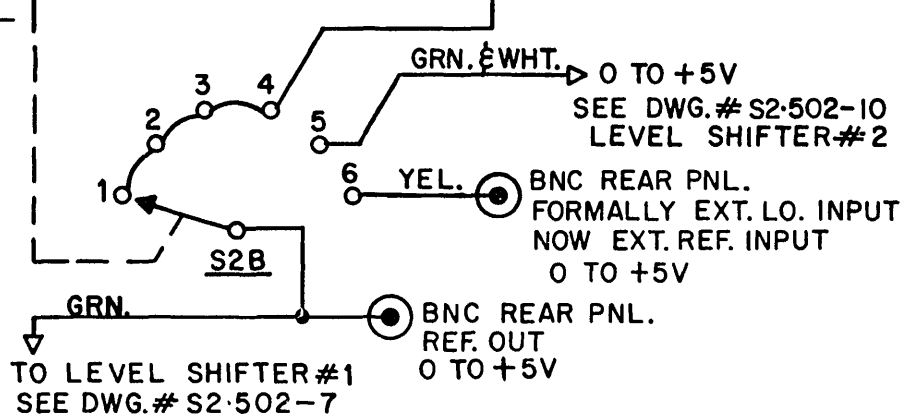 GRN. & WHT.
0 TO +5V
SEE DWG.# S2·502-10
LEVEL SHIFTER#2
3
4
2
5
1
6
YEL.
BNC REAR PNL.
FORMALLY EXT. LO. INPUT
NOW EXT. REF. INPUT
0 TO +5V
S2B
GRN.
BNC REAR PNL.
REF. OUT
0 TO +5V
TO LEVEL SHIFTER #1
SEE DWG.# S2·502-7